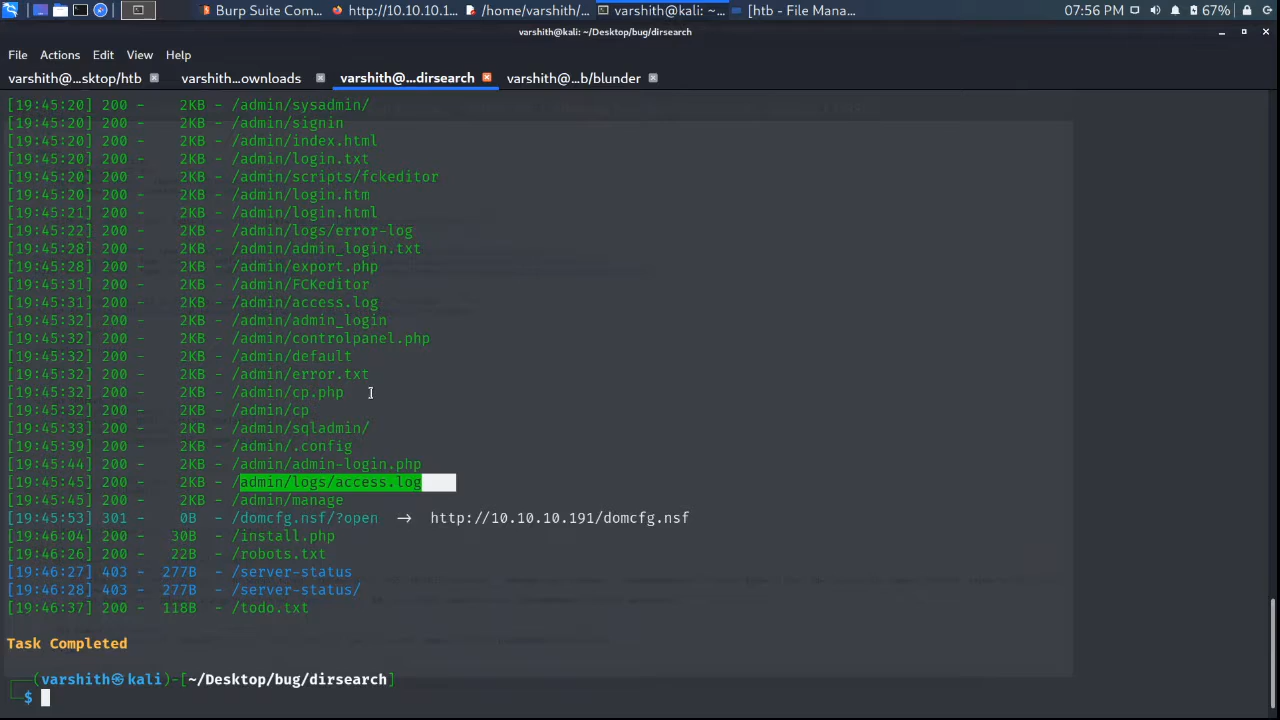 Burp Suite Com... http://10.10.10.1... /home/varshith/... varshith@kali: ~... [htb - File Mana... 07:56 PM 67%
varshith@kali: ~/Desktop/bug/dirsearch
File Actions Edit View Help
varshith@...sktop/htb varshith...ownloads varshith@...dirsearch varshith@...b/blunder
[19:45:20] 200 - 2KB - /admin/sysadmin/
[19:45:20] 200 - 2KB - /admin/signin
[19:45:20] 200 - 2KB - /admin/index.html
[19:45:20] 200 - 2KB - /admin/login.txt
[19:45:20] 200 - 2KB - /admin/scripts/fckeditor
[19:45:20] 200 - 2KB - /admin/login.htm
[19:45:21] 200 - 2KB - /admin/login.html
[19:45:22] 200 - 2KB - /admin/logs/error-log
[19:45:28] 200 - 2KB - /admin/admin_login.txt
[19:45:28] 200 - 2KB - /admin/export.php
[19:45:31] 200 - 2KB - /admin/FCKeditor
[19:45:31] 200 - 2KB - /admin/access.log
[19:45:32] 200 - 2KB - /admin/admin_login
[19:45:32] 200 - 2KB - /admin/controlpanel.php
[19:45:32] 200 - 2KB - /admin/default
[19:45:32] 200 - 2KB - /admin/error.txt
[19:45:32] 200 - 2KB - /admin/cp.php
[19:45:32] 200 - 2KB - /admin/cp
[19:45:33] 200 - 2KB - /admin/sqladmin/
[19:45:39] 200 - 2KB - /admin/.config
[19:45:44] 200 - 2KB - /admin/admin-login.php
[19:45:45] 200 - 2KB - /admin/logs/access.log
[19:45:45] 200 - 2KB - /admin/manage
[19:45:53] 301 - 0B - /domcfg.nsf/?open → http://10.10.10.191/domcfg.nsf
[19:46:04] 200 - 30B - /install.php
[19:46:26] 200 - 22B - /robots.txt
[19:46:27] 403 - 277B - /server-status
[19:46:28] 403 - 277B - /server-status/
[19:46:37] 200 - 118B - /todo.txt
Task Completed
┌──(varshith㉿kali)-[~/Desktop/bug/dirsearch]
└─$